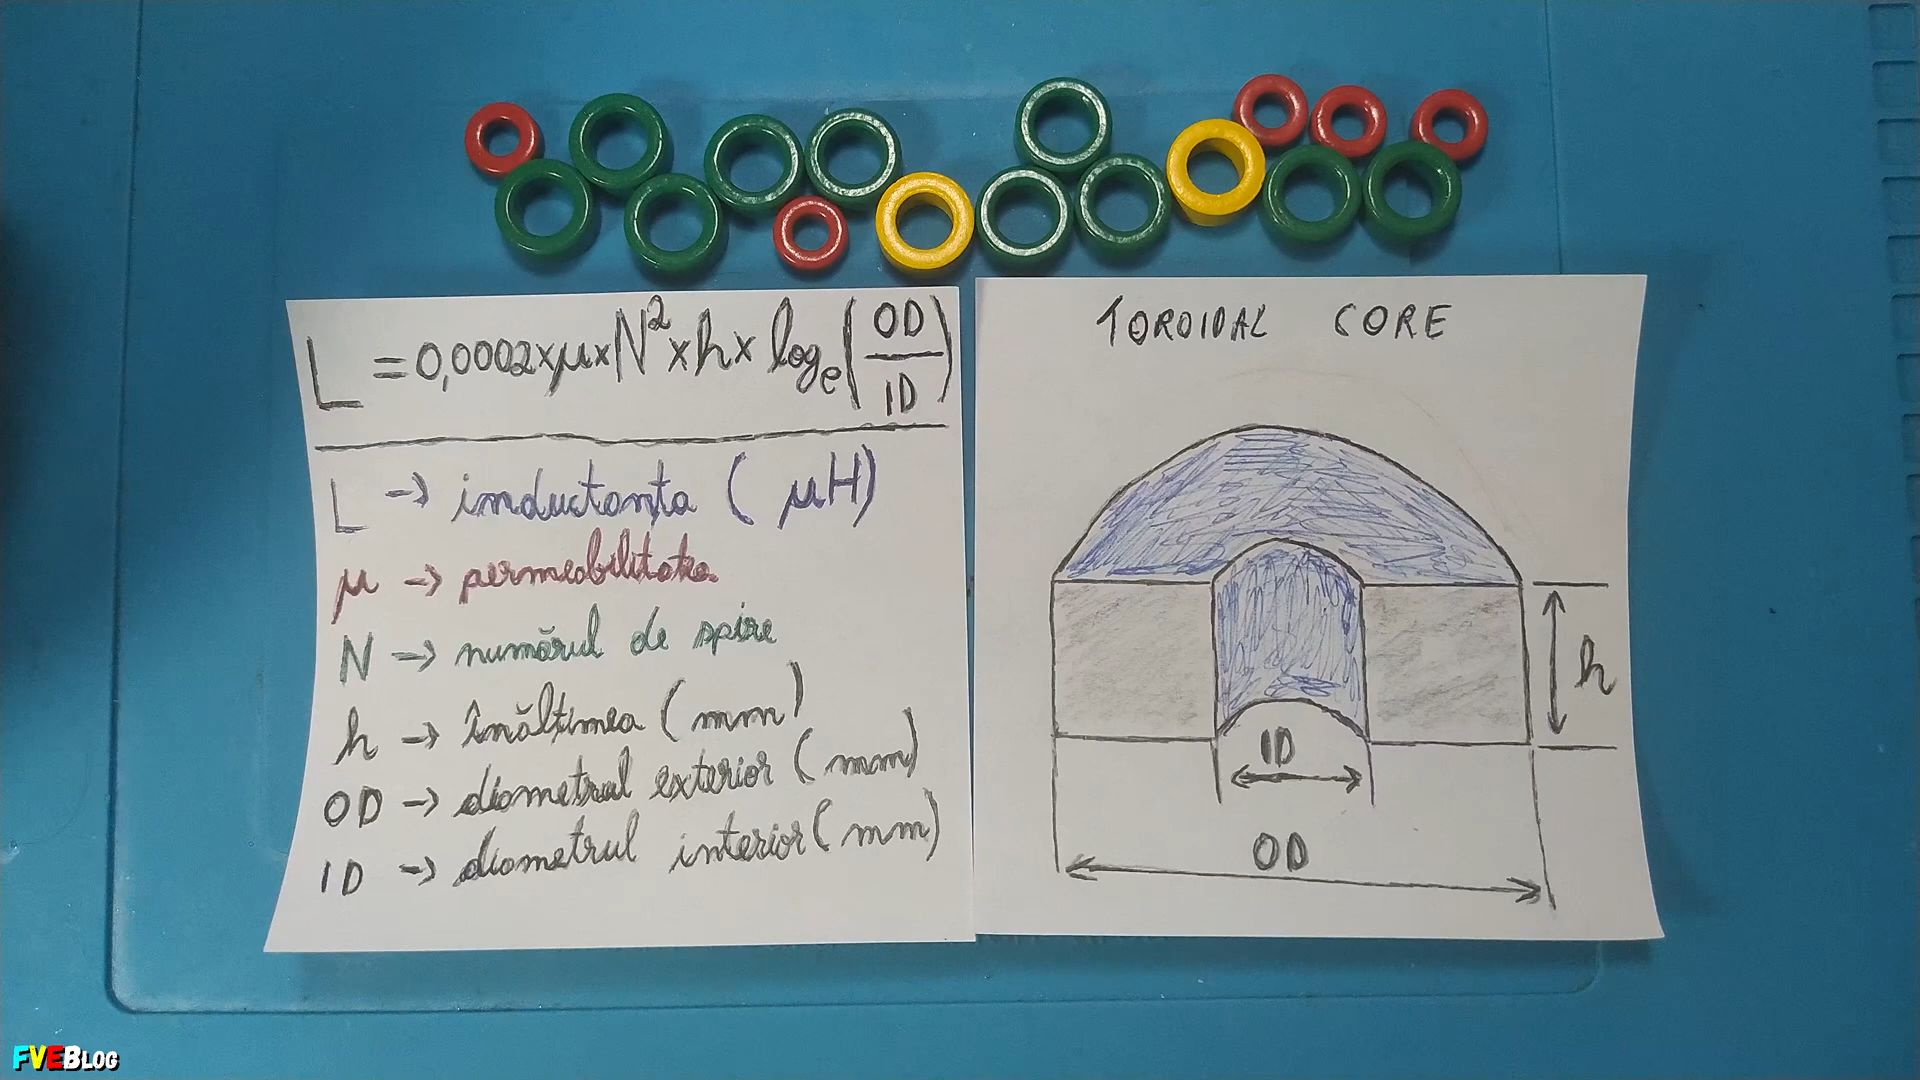 L = 0,0002 x μ x N² x h x logₑ (OD/ID)
L -> inductanța (μH)
μ -> permeabilitatea
N -> numărul de spire
h -> înălțimea (mm)
OD -> diametrul exterior (mm)
ID -> diametrul interior (mm)
TOROIDAL CORE
h
ID
OD
FVEBLOG